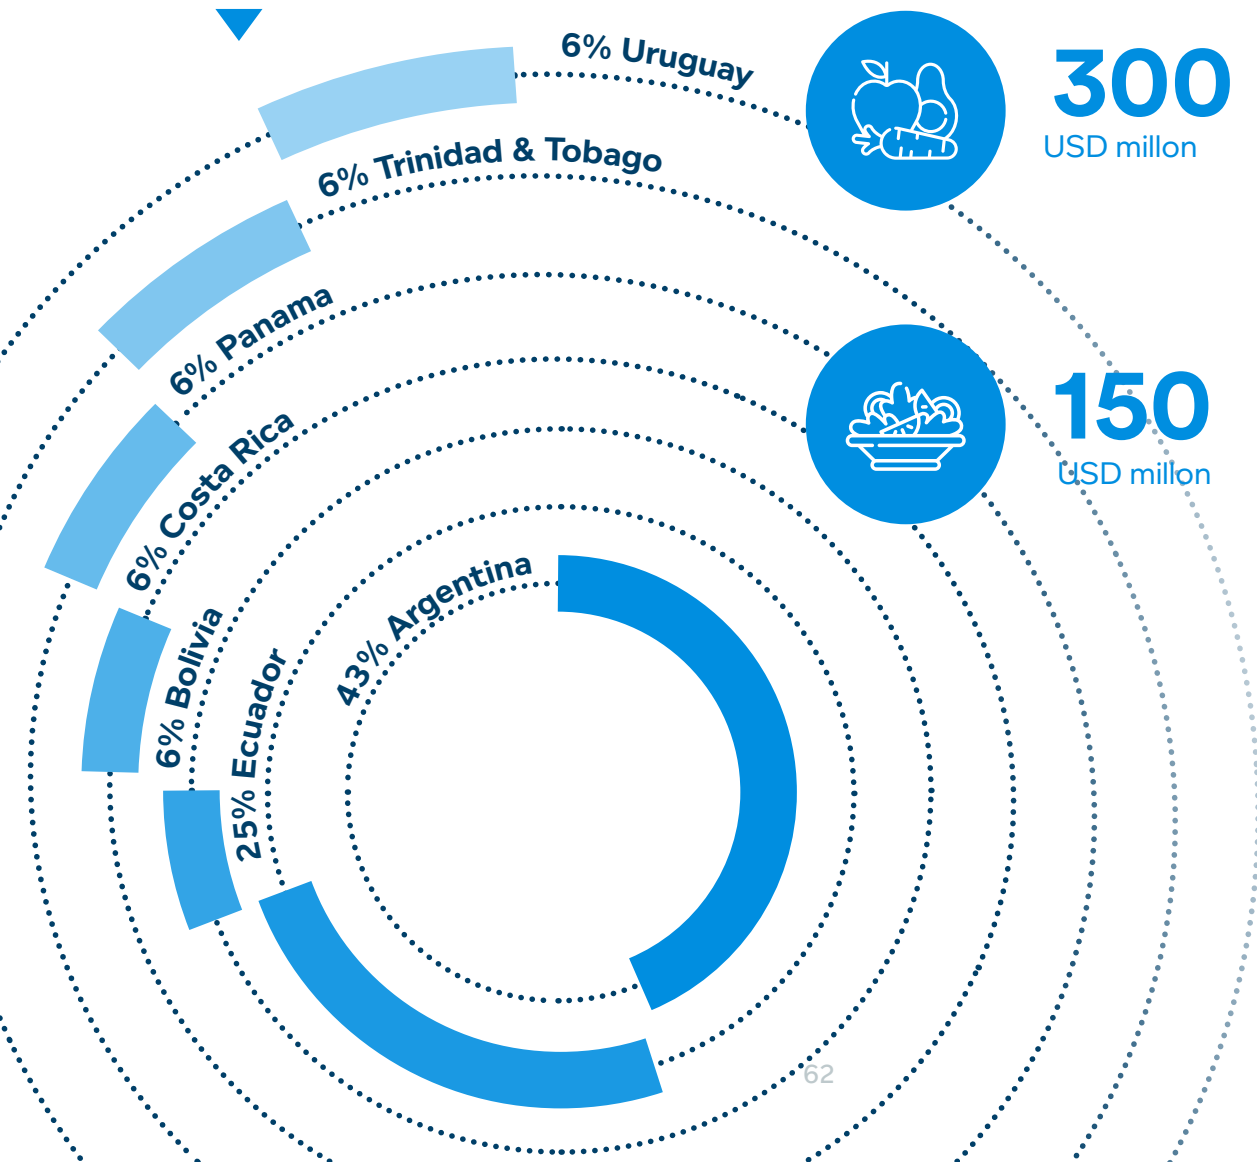 6% Uruguay
300
USD millon
6% Trinidad & Tobago
6% Panama
150
USD millon
6% Costa Rica
6% Bolivia
25% Ecuador
43% Argentina
62